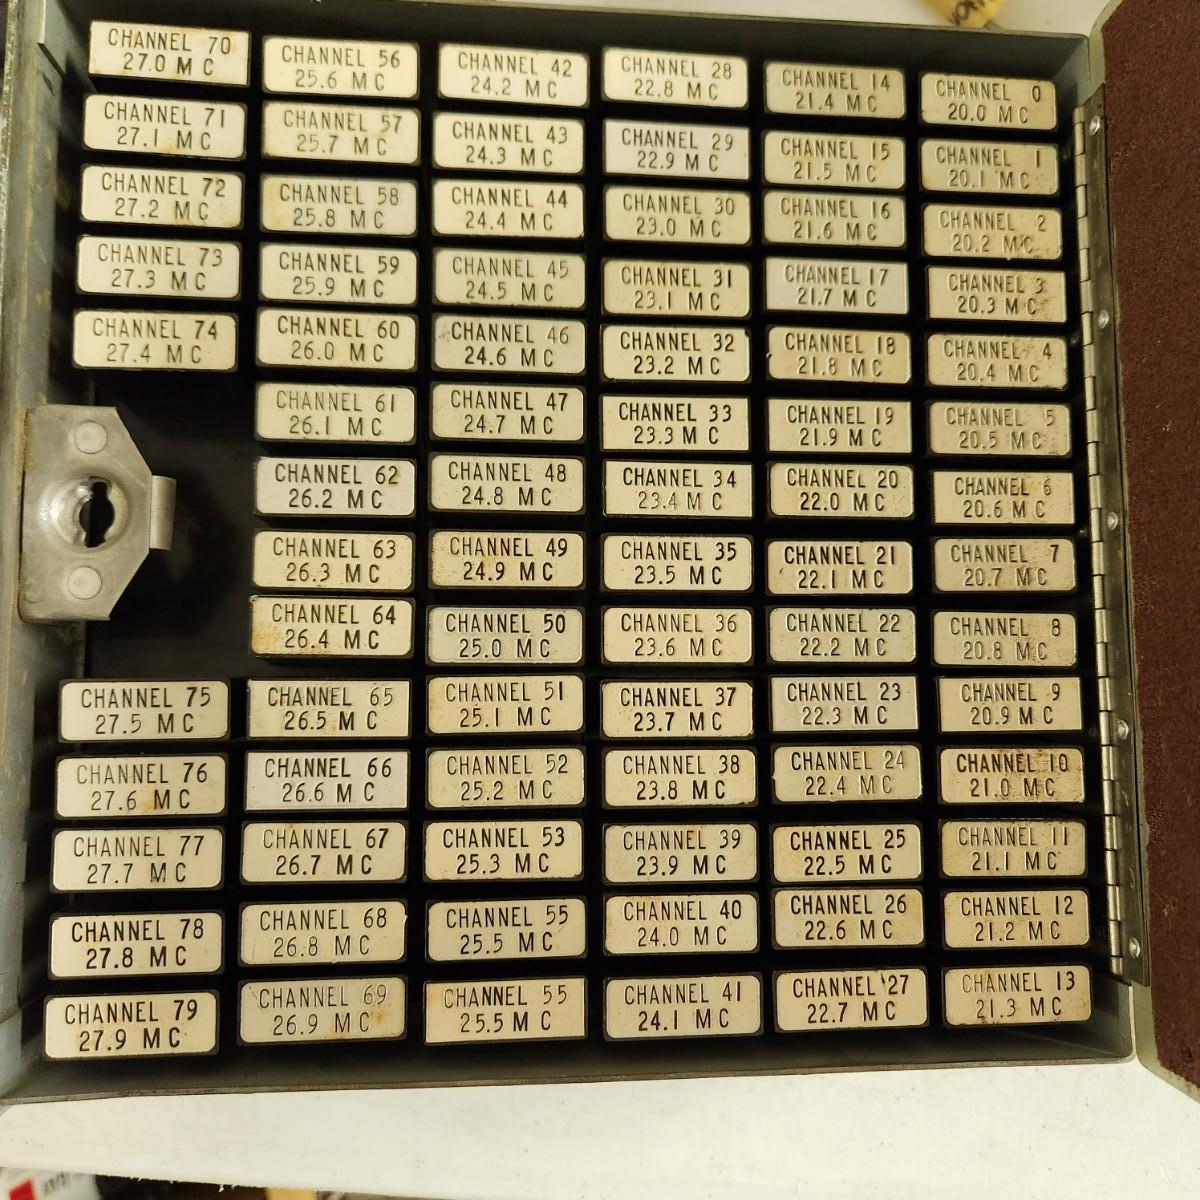 CHANNEL 70
27.0 MC
CHANNEL 71
27.1 MC
CHANNEL 72
27.2 MC
CHANNEL 73
27.3 MC
CHANNEL 74
27.4 MC
CHANNEL 75
27.5 MC
CHANNEL 76
27.6 MC
CHANNEL 77
27.7 MC
CHANNEL 78
27.8 MC
CHANNEL 79
27.9 MC
CHANNEL 56
25.6 MC
CHANNEL 57
25.7 MC
CHANNEL 58
25.8 MC
CHANNEL 59
25.9 MC
CHANNEL 60
26.0 MC
CHANNEL 61
26.1 MC
CHANNEL 62
26.2 MC
CHANNEL 63
26.3 MC
CHANNEL 64
26.4 MC
CHANNEL 65
26.5 MC
CHANNEL 66
26.6 MC
CHANNEL 67
26.7 MC
CHANNEL 68
26.8 MC
CHANNEL 69
26.9 MC
CHANNEL 42
24.2 MC
CHANNEL 43
24.3 MC
CHANNEL 44
24.4 MC
CHANNEL 45
24.5 MC
CHANNEL 46
24.6 MC
CHANNEL 47
24.7 MC
CHANNEL 48
24.8 MC
CHANNEL 49
24.9 MC
CHANNEL 50
25.0 MC
CHANNEL 51
25.1 MC
CHANNEL 52
25.2 MC
CHANNEL 53
25.3 MC
CHANNEL 55
25.5 MC
CHANNEL 55
25.5 MC
CHANNEL 28
22.8 MC
CHANNEL 29
22.9 MC
CHANNEL 30
23.0 MC
CHANNEL 31
23.1 MC
CHANNEL 32
23.2 MC
CHANNEL 33
23.3 MC
CHANNEL 34
23.4 MC
CHANNEL 35
23.5 MC
CHANNEL 36
23.6 MC
CHANNEL 37
23.7 MC
CHANNEL 38
23.8 MC
CHANNEL 39
23.9 MC
CHANNEL 40
24.0 MC
CHANNEL 41
24.1 MC
CHANNEL 14
21.4 MC
CHANNEL 15
21.5 MC
CHANNEL 16
21.6 MC
CHANNEL 17
21.7 MC
CHANNEL 18
21.8 MC
CHANNEL 19
21.9 MC
CHANNEL 20
22.0 MC
CHANNEL 21
22.1 MC
CHANNEL 22
22.2 MC
CHANNEL 23
22.3 MC
CHANNEL 24
22.4 MC
CHANNEL 25
22.5 MC
CHANNEL 26
22.6 MC
CHANNEL 27
22.7 MC
CHANNEL 0
20.0 MC
CHANNEL 1
20.1 MC
CHANNEL 2
20.2 MC
CHANNEL 3
20.3 MC
CHANNEL 4
20.4 MC
CHANNEL 5
20.5 MC
CHANNEL 6
20.6 MC
CHANNEL 7
20.7 MC
CHANNEL 8
20.8 MC
CHANNEL 9
20.9 MC
CHANNEL 10
21.0 MC
CHANNEL 11
21.1 MC
CHANNEL 12
21.2 MC
CHANNEL 13
21.3 MC